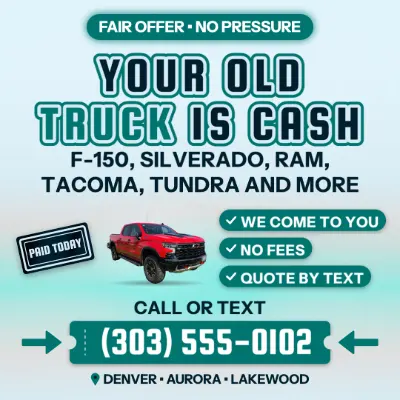 FAIR OFFER • NO PRESSURE
YOUR OLD
TRUCK IS CASH
F-150, SILVERADO, RAM,
TACOMA, TUNDRA AND MORE
PAID TODAY
✓ WE COME TO YOU
✓ NO FEES
✓ QUOTE BY TEXT
CALL OR TEXT
(303) 555-0102
DENVER • AURORA • LAKEWOOD